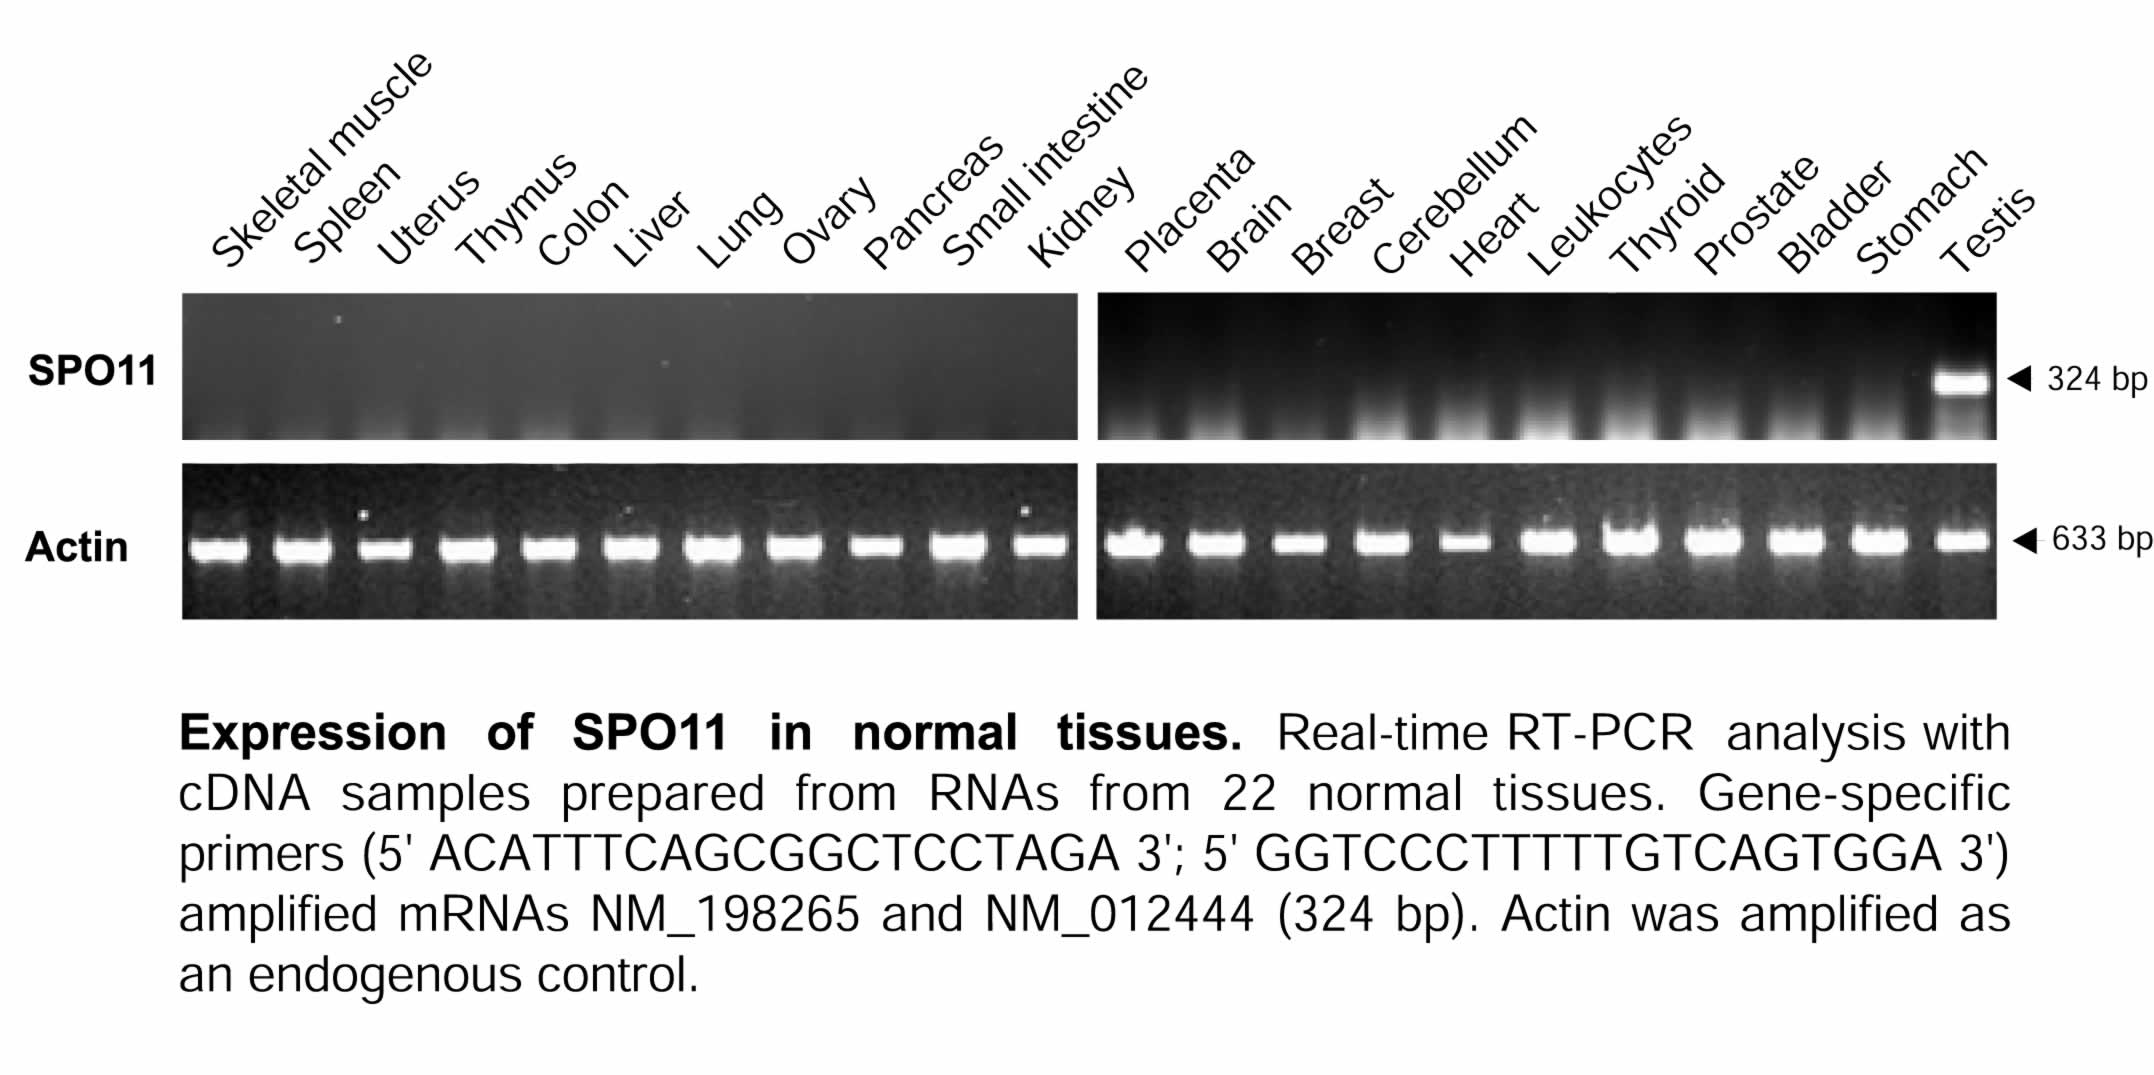 Skeletal muscle
Spleen
Uterus
Thymus
Colon
Liver
Lung
Ovary
Pancreas
Small intestine
Kidney
Placenta
Brain
Breast
Cerebellum
Heart
Leukocytes
Thyroid
Prostate
Bladder
Stomach
Testis
SPO11
324 bp
Actin
633 bp
Expression of SPO11 in normal tissues. Real-time RT-PCR analysis with
cDNA samples prepared from RNAs from 22 normal tissues. Gene-specific
primers (5' ACATTTCAGCGGCTCCTAGA 3'; 5' GGTCCCTTTTTGTCAGTGGA 3')
amplified mRNAs NM_198265 and NM_012444 (324 bp). Actin was amplified as
an endogenous control.